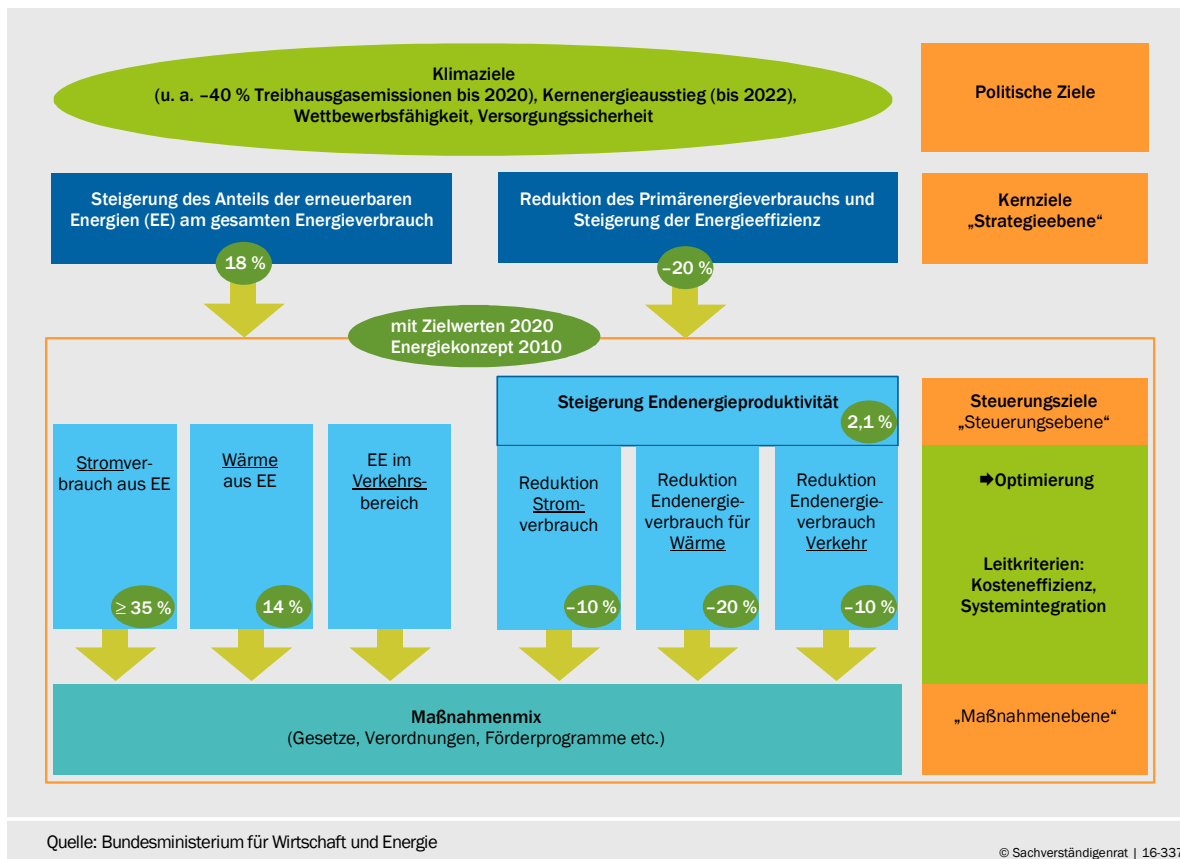 Klimaziele
(u. a. –40 % Treibhausgasemissionen bis 2020), Kernenergieausstieg (bis 2022),
Wettbewerbsfähigkeit, Versorgungssicherheit
Politische Ziele
Steigerung des Anteils der erneuerbaren
Energien (EE) am gesamten Energieverbrauch
18 %
Reduktion des Primärenergieverbrauchs und
Steigerung der Energieeffizienz
–20 %
Kernziele
„Strategieebene“
mit Zielwerten 2020
Energiekonzept 2010
Steigerung Endenergieproduktivität
2,1 %
Steuerungsziele
„Steuerungsebene“
Stromver-
brauch aus EE
≥ 35 %
Wärme
aus EE
14 %
EE im
Verkehrs-
bereich
Reduktion
Strom-
verbrauch
–10 %
Reduktion
Endenergie-
verbrauch für
Wärme
–20 %
Reduktion
Endenergie-
verbrauch
Verkehr
–10 %
➡Optimierung
Leitkriterien:
Kosteneffizienz,
Systemintegration
Maßnahmenmix
(Gesetze, Verordnungen, Förderprogramme etc.)
„Maßnahmenebene“
Quelle: Bundesministerium für Wirtschaft und Energie
© Sachverständigenrat | 16-337